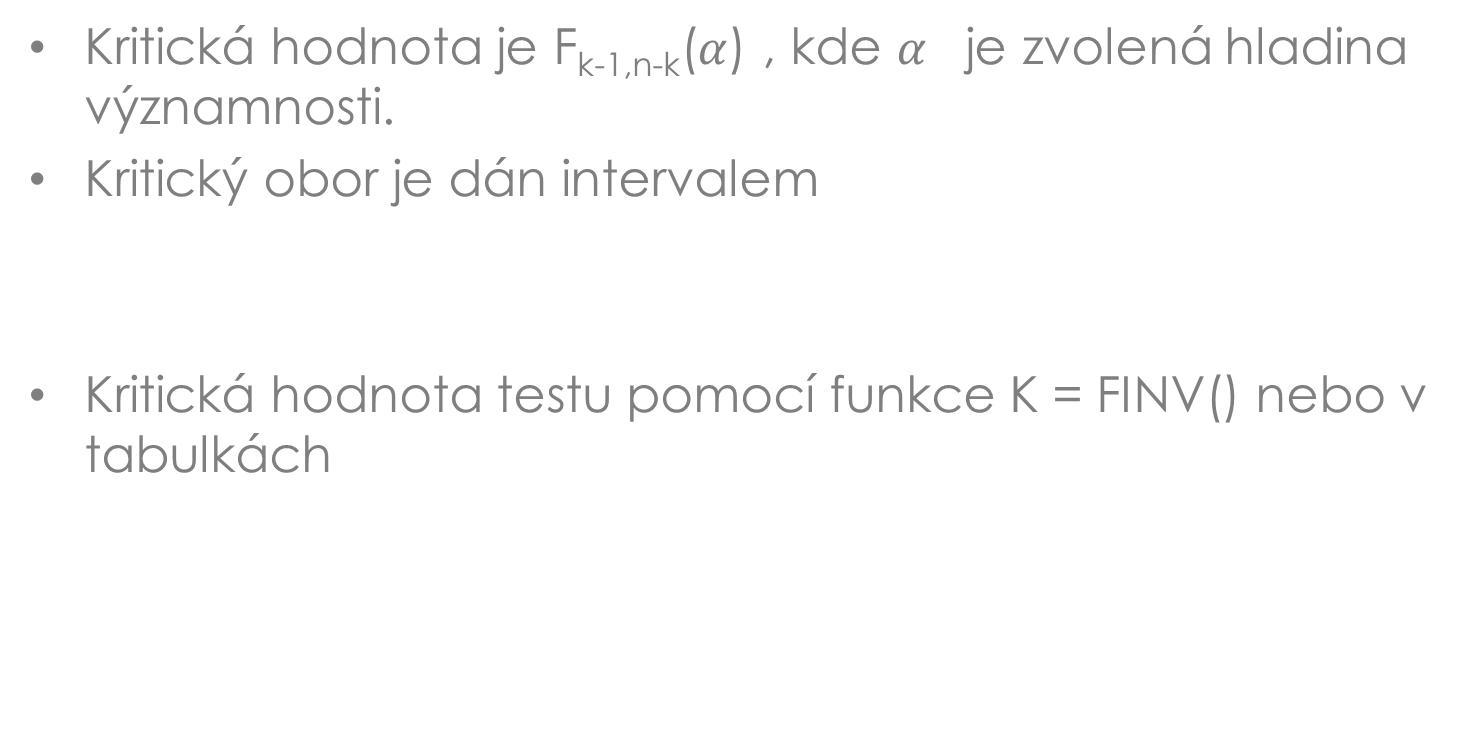 • Kritická hodnota je Fk-1,n-k(𝛼) , kde 𝛼 je zvolená hladina
významnosti.
• Kritický obor je dán intervalem
• Kritická hodnota testu pomocí funkce K = FINV() nebo v
tabulkách